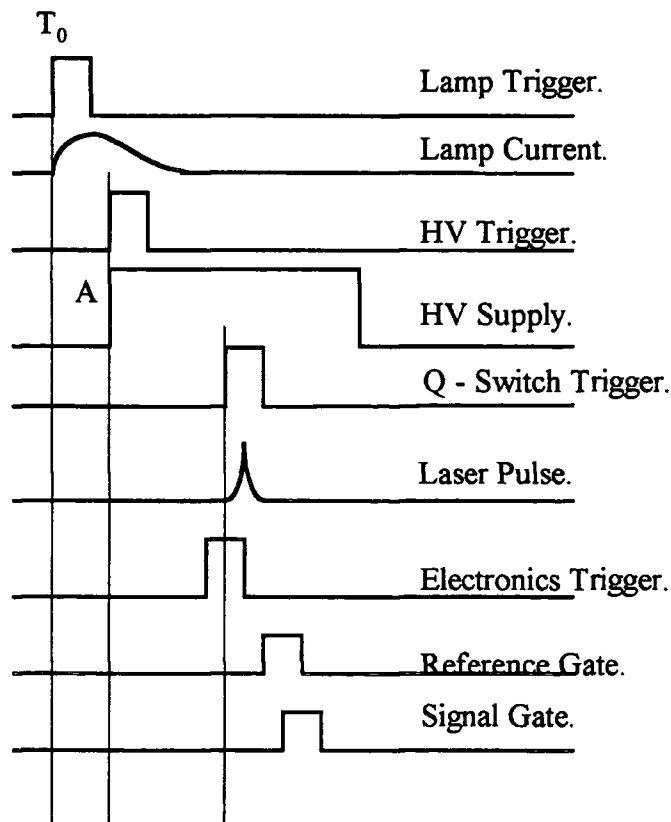 T0
Lamp Trigger.
Lamp Current.
HV Trigger.
A
HV Supply.
Q - Switch Trigger.
Laser Pulse.
Electronics Trigger.
Reference Gate.
Signal Gate.